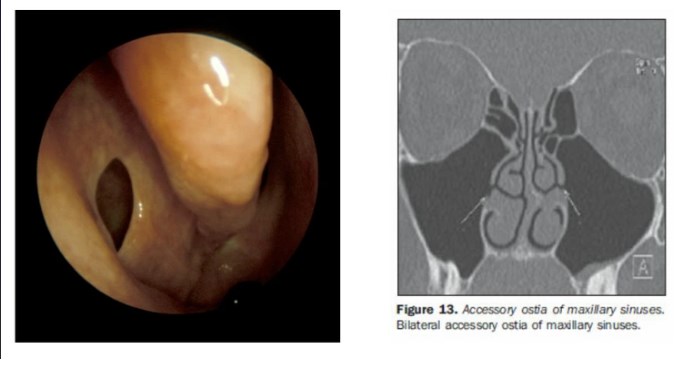 A
Figure 13. Accessory ostia of maxillary sinuses.
Bilateral accessory ostia of maxillary sinuses.